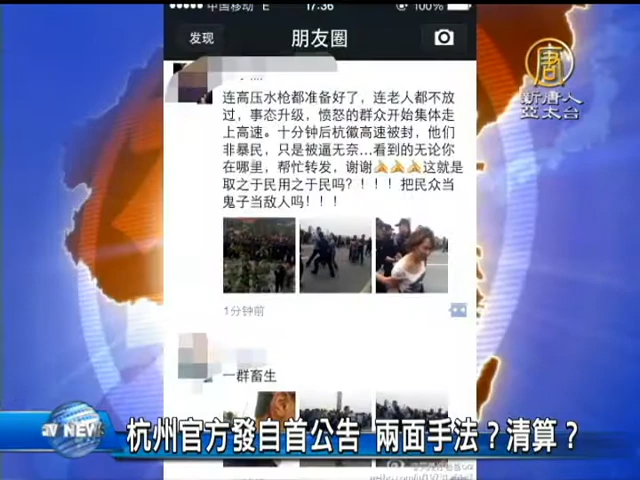 中国移动 E 17:36 100%
发现 朋友圈
连高压水枪都准备好了，连老人都不放
过，事态升级，愤怒的群众开始集体走
上高速。十分钟后杭徽高速被封，他们
非暴民，只是被逼无奈...看到的无论你
在哪里，帮忙转发，谢谢🙏🙏🙏这就是
取之于民用之于民吗？！！！把民众当
鬼子当敌人吗！！！
1分钟前
一群畜生
唐
新唐人
亞太台
NEWS
杭州官方發自首公告 兩面手法？清算？